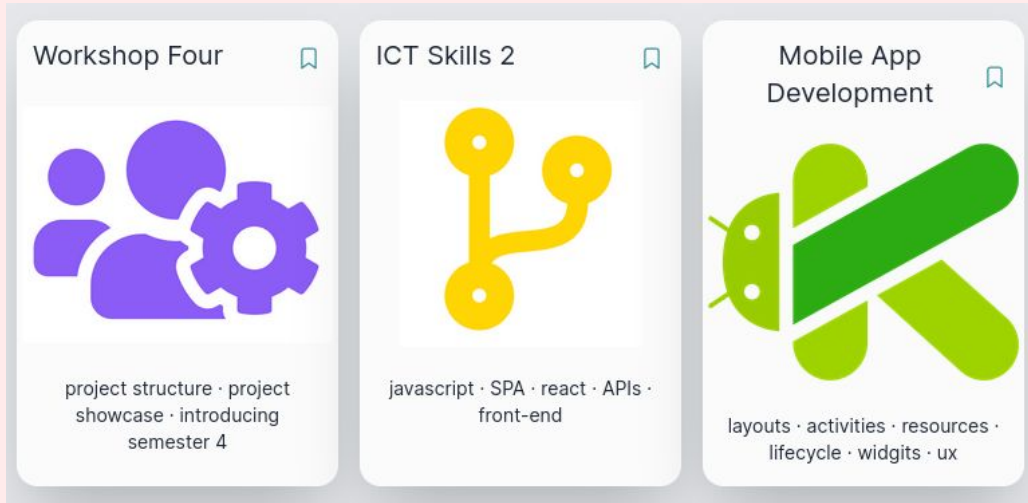 Workshop Four
project structure · project
showcase · introducing
semester 4
ICT Skills 2
javascript · SPA · react · APIs ·
front-end
Mobile App
Development
layouts · activities · resources ·
lifecycle · widgits · ux